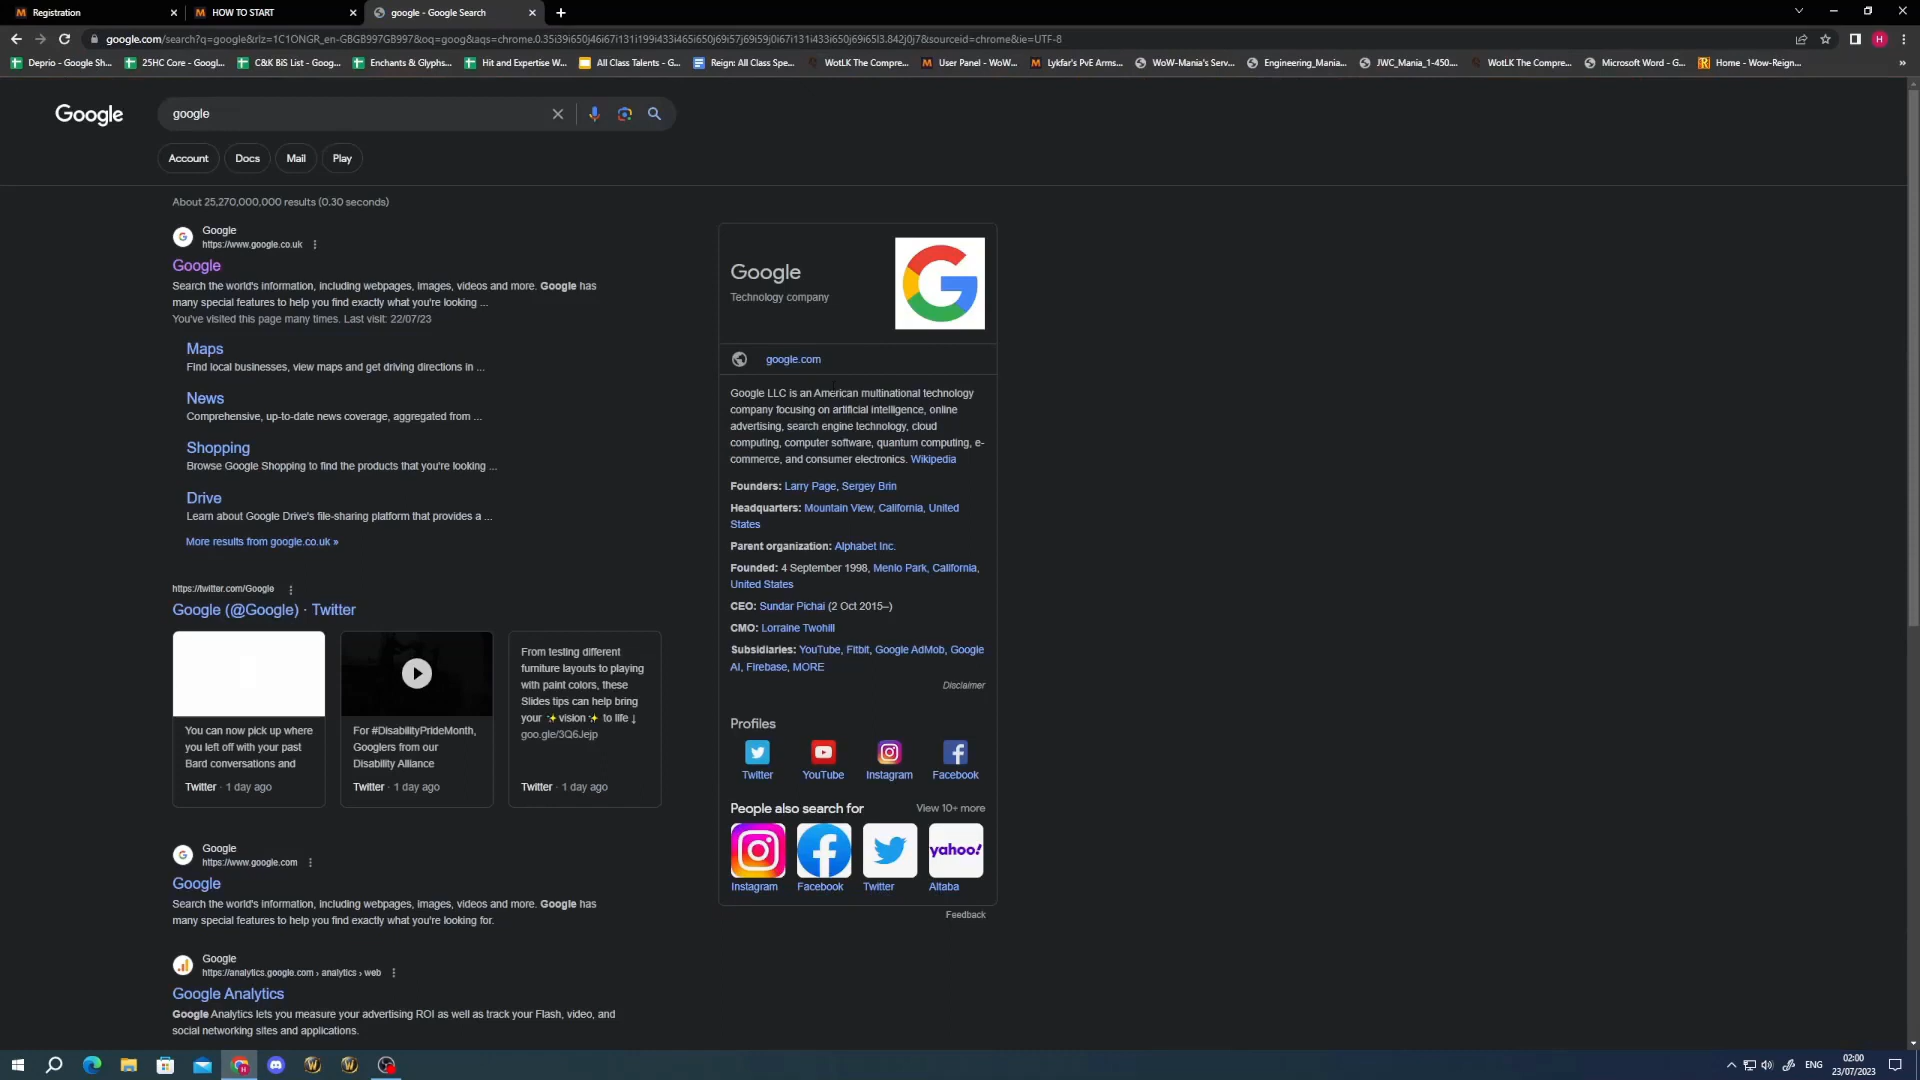 Registration
HOW TO START
google - Google Search
google.com/search?q=google&rlz=1C1ONGR_en-GBGB997GB997&oq=goog&aqs=chrome.0.35i39i650j46i67i131i199i433i465i650j69i57j69i59j0i67i131i433i650j69i65l3.842j0j7&sourceid=chrome&ie=UTF-8
H
Deprio - Google Sh...
25HC Core - Googl...
C&K BiS List - Goog...
Enchants & Glyphs...
Hit and Expertise W...
All Class Talents - G...
Reign: All Class Spe...
WotLK The Compre...
User Panel - WoW...
Lykfar's PvE Arms...
WoW-Mania's Serv...
Engineering_Mania...
JWC_Mania_1-450...
WotLK The Compre...
Microsoft Word - G...
Home - Wow-Reign...
Google
google
Account
Docs
Mail
Play
About 25,270,000,000 results (0.30 seconds)
Google
https://www.google.co.uk
Google
Search the world's information, including webpages, images, videos and more. Google has
many special features to help you find exactly what you're looking ...
You've visited this page many times. Last visit: 22/07/23
Maps
Find local businesses, view maps and get driving directions in ...
News
Comprehensive, up-to-date news coverage, aggregated from ...
Shopping
Browse Google Shopping to find the products that you're looking ...
Drive
Learn about Google Drive's file-sharing platform that provides a ...
More results from google.co.uk »
https://twitter.com/Google
Google (@Google) · Twitter
You can now pick up where
you left off with your past
Bard conversations and
Twitter · 1 day ago
For #DisabilityPrideMonth,
Googlers from our
Disability Alliance
Twitter · 1 day ago
From testing different
furniture layouts to playing
with paint colors, these
Slides tips can help bring
your ✨vision✨ to life ↓
goo.gle/3Q6Jejp
Twitter · 1 day ago
Google
https://www.google.com
Google
Search the world's information, including webpages, images, videos and more. Google has
many special features to help you find exactly what you're looking for.
Google
https://analytics.google.com › analytics › web
Google Analytics
Google Analytics lets you measure your advertising ROI as well as track your Flash, video, and
social networking sites and applications.
Google
Technology company
google.com
Google LLC is an American multinational technology
company focusing on artificial intelligence, online
advertising, search engine technology, cloud
computing, computer software, quantum computing, e-
commerce, and consumer electronics. Wikipedia
Founders: Larry Page, Sergey Brin
Headquarters: Mountain View, California, United
States
Parent organization: Alphabet Inc.
Founded: 4 September 1998, Menlo Park, California,
United States
CEO: Sundar Pichai (2 Oct 2015–)
CMO: Lorraine Twohill
Subsidiaries: YouTube, Fitbit, Google AdMob, Google
AI, Firebase, MORE
Disclaimer
Profiles
Twitter
YouTube
Instagram
Facebook
People also search for
View 10+ more
yahoo!
Instagram
Facebook
Twitter
Altaba
Feedback
ENG
02:00
23/07/2023